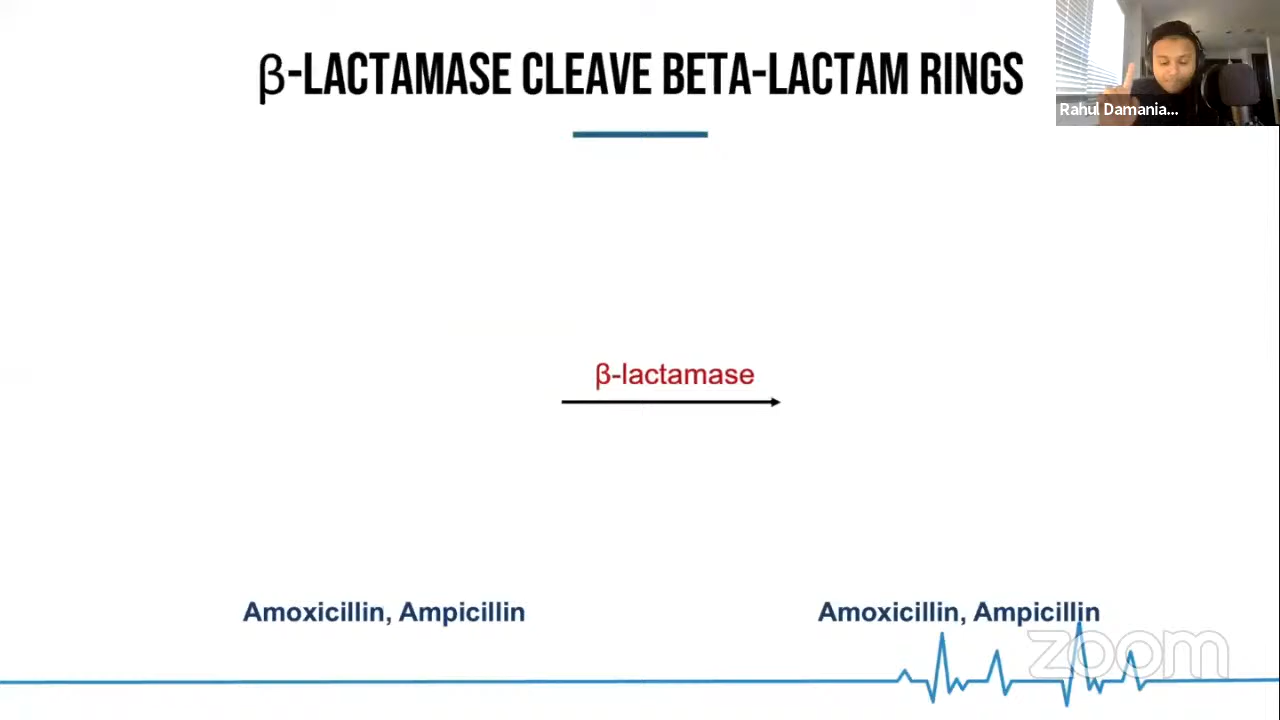 β-LACTAMASE CLEAVE BETA-LACTAM RINGS
Rahul Damania...
β-lactamase
Amoxicillin, Ampicillin
Amoxicillin, Ampicillin
zoom